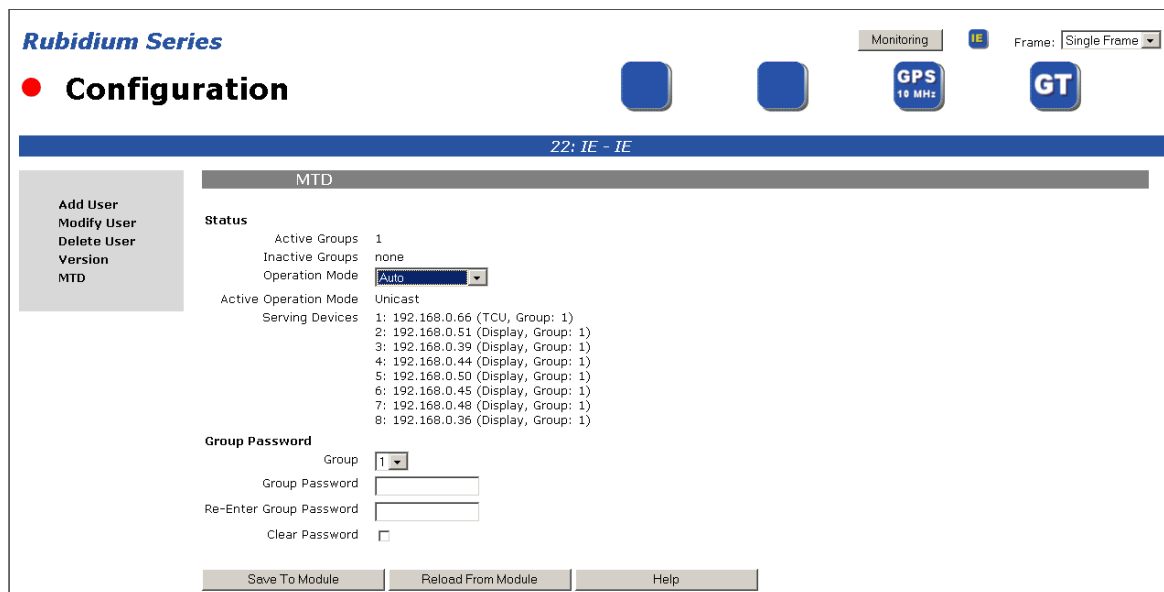 Rubidium Series
Monitoring IE Frame: Single Frame
Configuration
GPS
10 MHz
GT
22: IE - IE
MTD
Add User
Modify User
Delete User
Version
MTD
Status
Active Groups 1
Inactive Groups none
Operation Mode Auto
Active Operation Mode Unicast
Serving Devices 1: 192.168.0.66 (TCU, Group: 1)
2: 192.168.0.51 (Display, Group: 1)
3: 192.168.0.39 (Display, Group: 1)
4: 192.168.0.44 (Display, Group: 1)
5: 192.168.0.50 (Display, Group: 1)
6: 192.168.0.45 (Display, Group: 1)
7: 192.168.0.48 (Display, Group: 1)
8: 192.168.0.36 (Display, Group: 1)
Group Password
Group 1
Group Password
Re-Enter Group Password
Clear Password
Save To Module Reload From Module Help